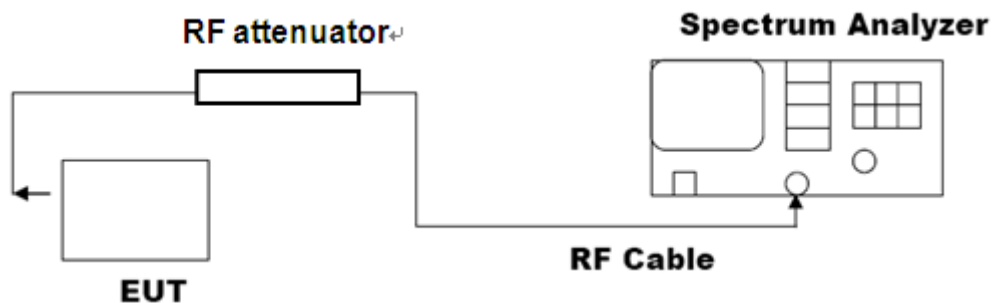 RF attenuator↵
Spectrum Analyzer
RF Cable
EUT